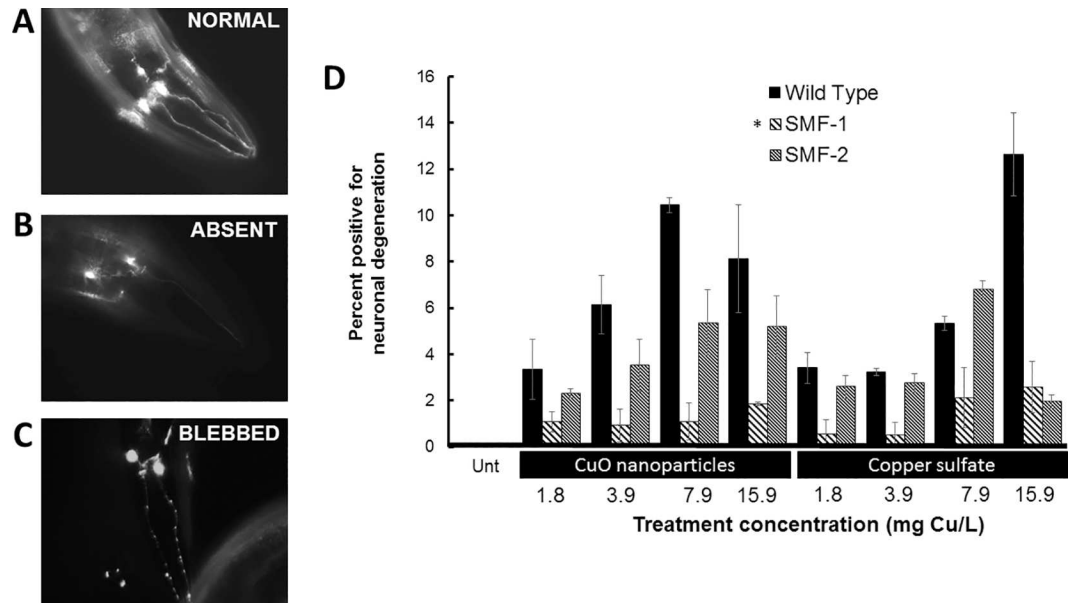 A
NORMAL
B
ABSENT
C
BLEBBED
D
Percent positive for
neuronal degeneration
16
14
12
10
8
6
4
2
0
Wild Type
* SMF-1
SMF-2
Unt
CuO nanoparticles
Copper sulfate
1.8 3.9 7.9 15.9 1.8 3.9 7.9 15.9
Treatment concentration (mg Cu/L)